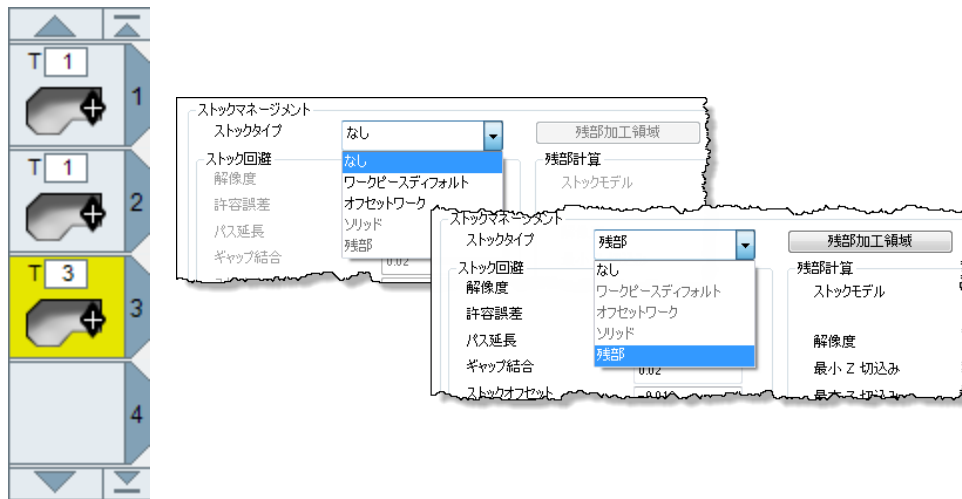 T 1
1
T 1
2
T 3
3
4
ストックマネージメント
ストックタイプ なし 残部加工領域
ストック回避 なし 残部計算
解像度 ワークピースディフォルト ストックモデル
許容誤差 オフセットワーク
パス延長 ソリッド
ギャップ結合 残部 0.02
ストックマネージメント
ストックタイプ 残部 残部加工領域
ストック回避 なし 残部計算
解像度 ワークピースディフォルト ストックモデル
許容誤差 オフセットワーク
パス延長 ソリッド 解像度
ギャップ結合 残部 0.02 最小 Z 切込み
ストックオフセット